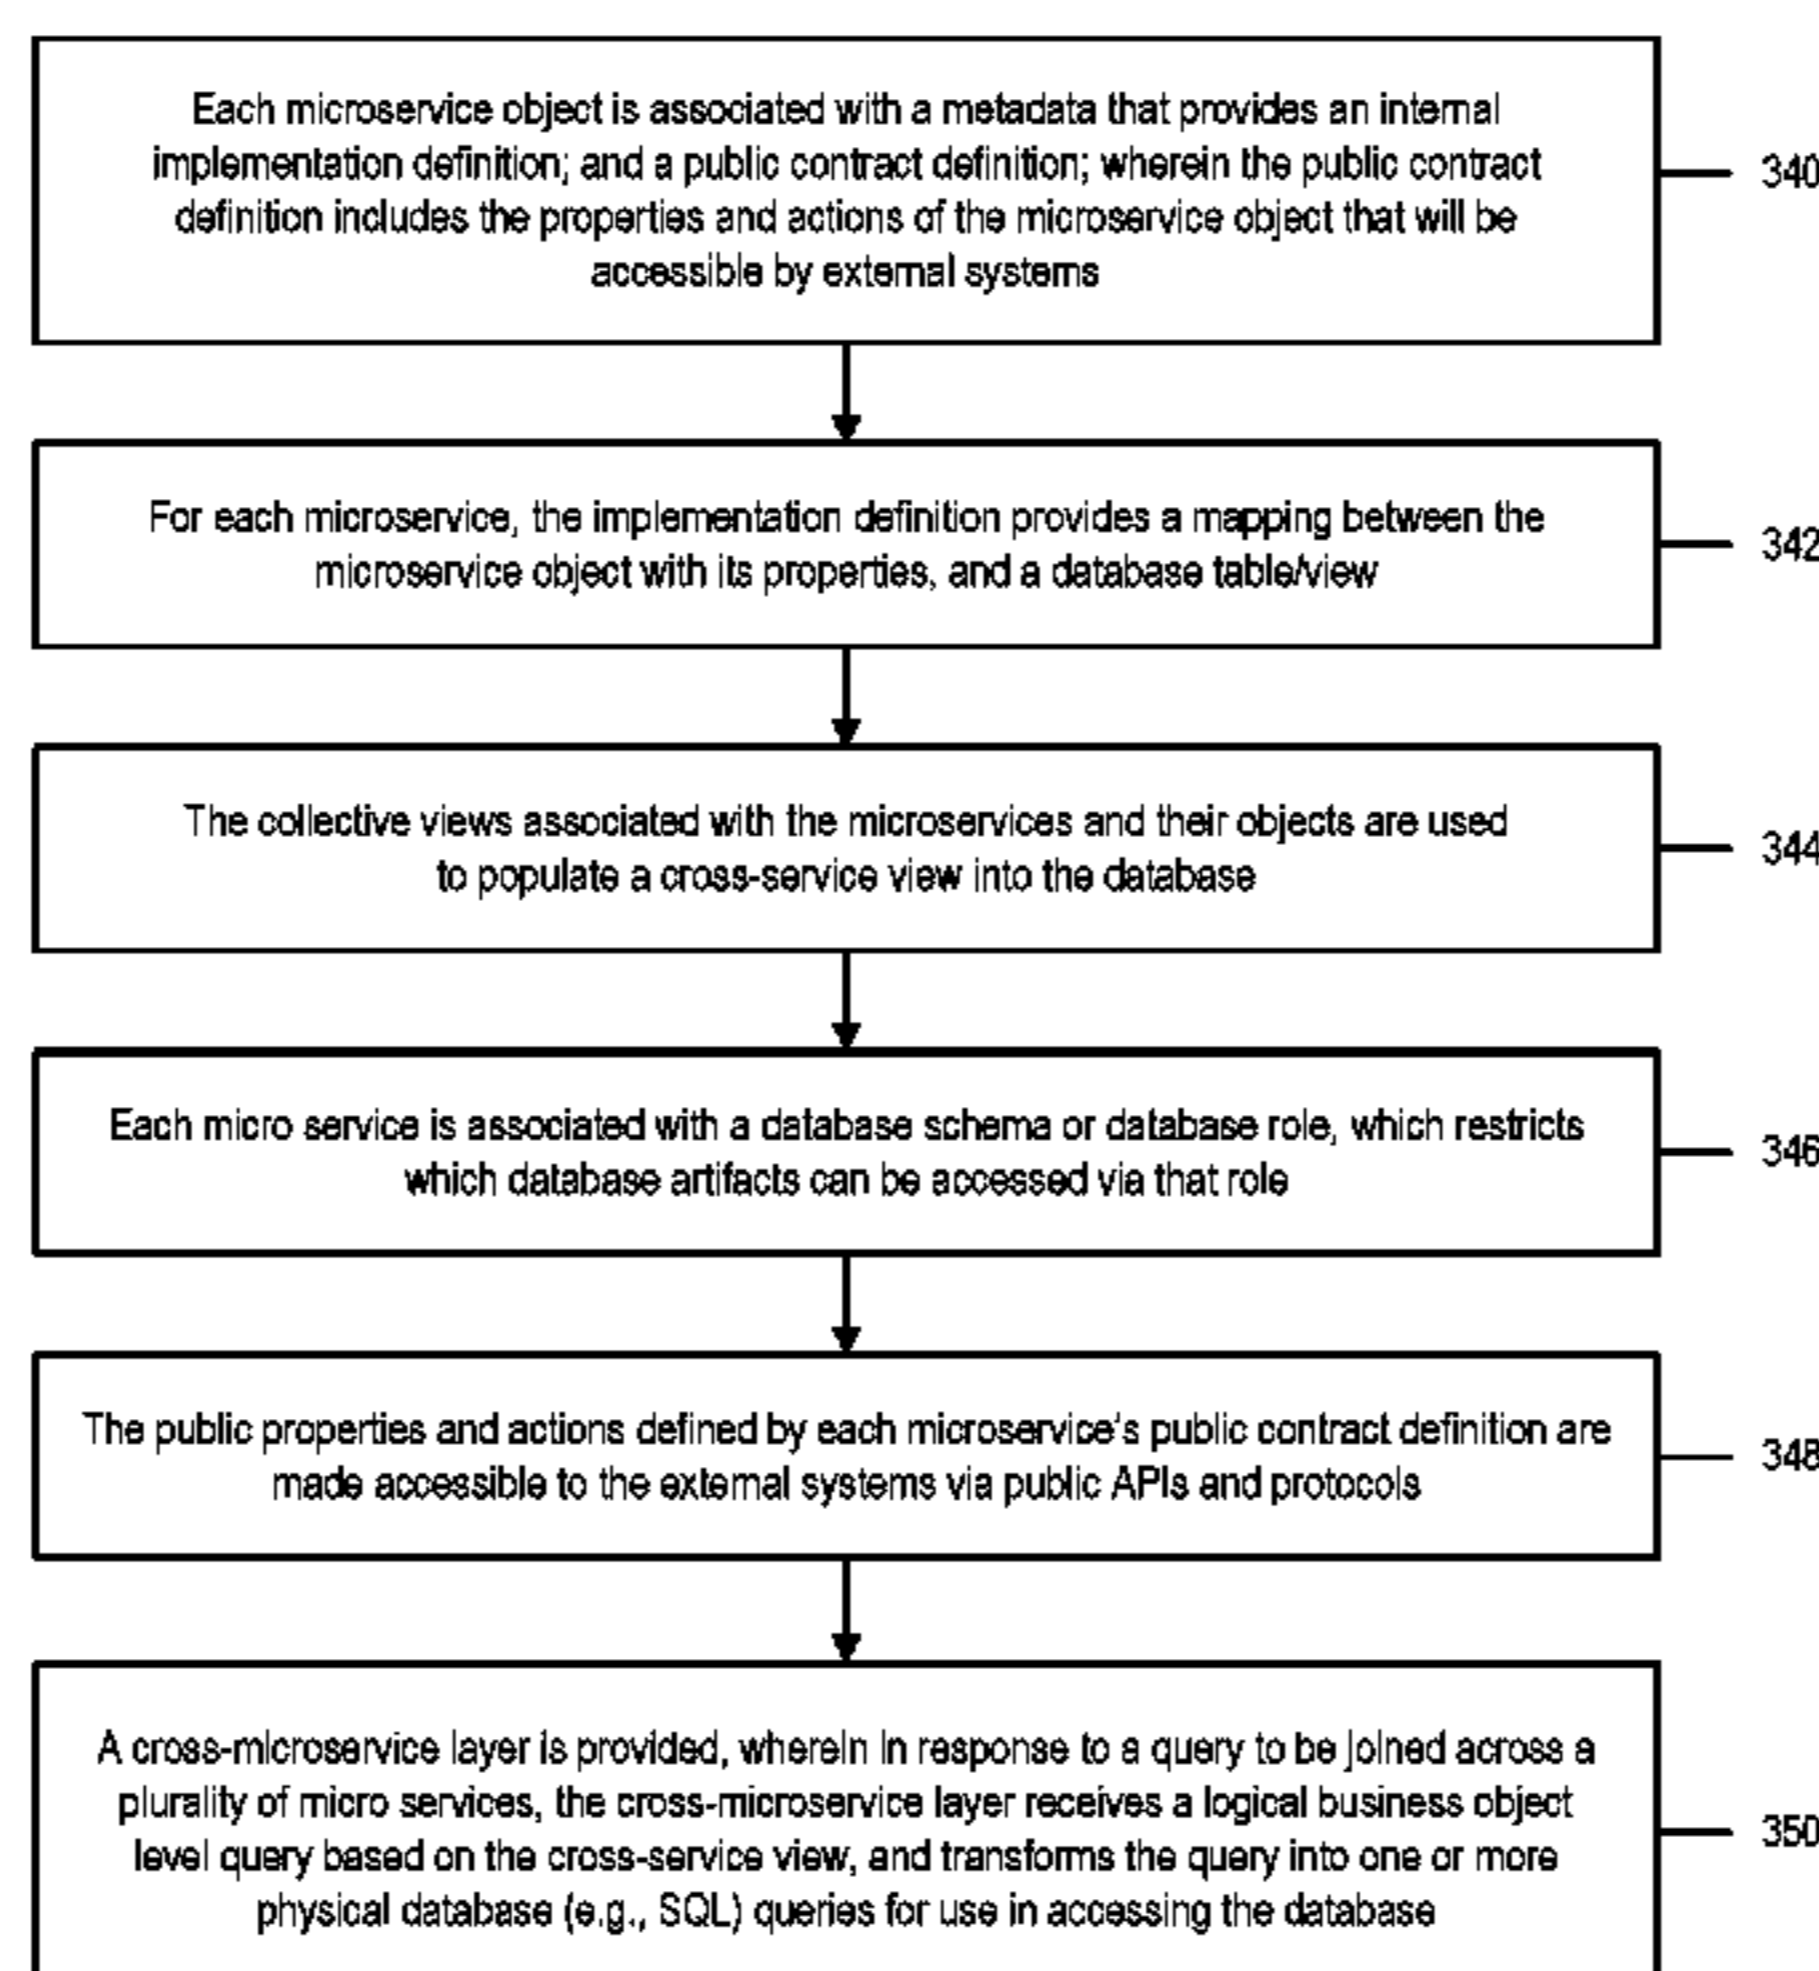 Each microservice object is associated with a metadata that provides an internal
implementation definition; and a public contract definition; wherein the public contract
definition includes the properties and actions of the microservice object that will be
accessible by external systems
340
For each microservice, the implementation definition provides a mapping between the
microservice object with its properties, and a database table/view
342
The collective views associated with the microservices and their objects are used
to populate a cross-service view into the database
344
Each micro service is associated with a database schema or database role, which restricts
which database artifacts can be accessed via that role
346
The public properties and actions defined by each microservice's public contract definition are
made accessible to the external systems via public APIs and protocols
348
A cross-microservice layer is provided, wherein in response to a query to be joined across a
plurality of micro services, the cross-microservice layer receives a logical business object
level query based on the cross-service view, and transforms the query into one or more
physical database (e.g., SQL) queries for use in accessing the database
350